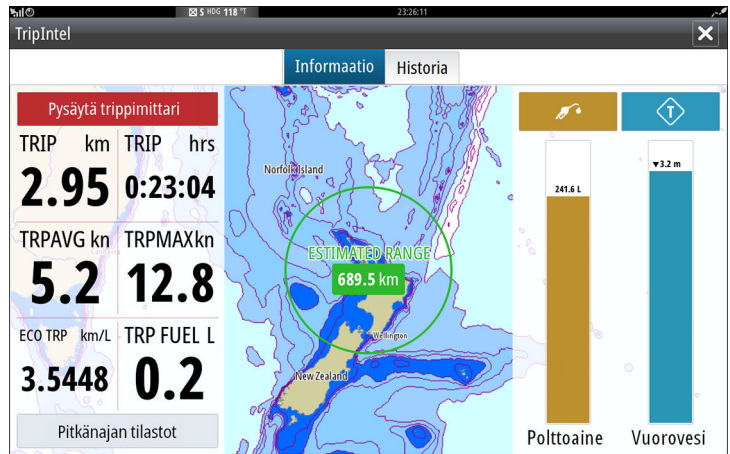 S HDG 118 °T 23:26:11
TripIntel
Informaatio Historia
Pysäytä trippimittari
TRIP km TRIP hrs
2.95 0:23:04
TRPAVG kn TRPMAX kn
5.2 12.8
ECO TRP km/L TRP FUEL L
3.5448 0.2
Pitkänajan tilastot
Norfolk Island
ESTIMATED RANGE
689.5 km
Wellington
New Zealand
T
241.6 L
▼3.2 m
Polttoaine Vuorovesi